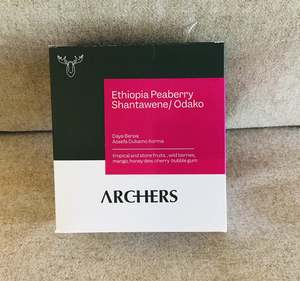 Ethiopia Peaberry
Shantawene/ Odako
Daye Bensa
Assefa Dukamo Korma
tropical and stone fruits, , wild berries,
mango, honey dew, cherry bubble gum
ARCHERS